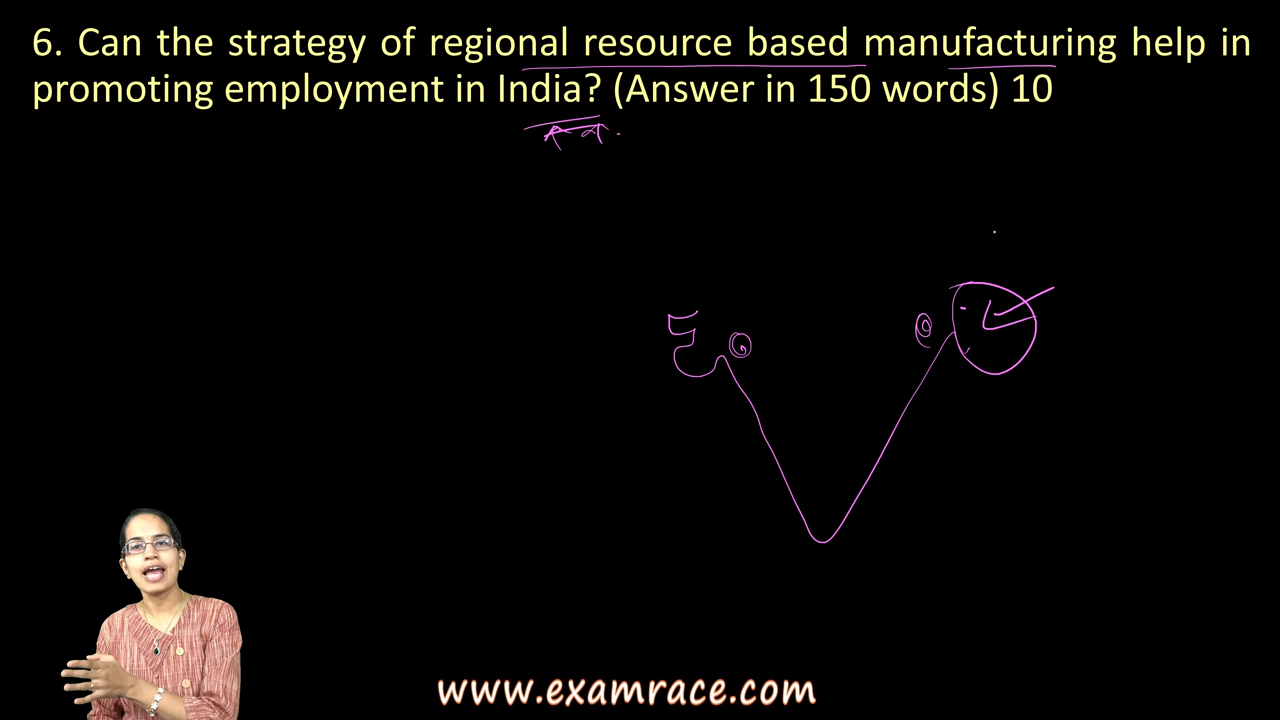 6. Can the strategy of regional resource based manufacturing help in
promoting employment in India? (Answer in 150 words) 10
www.examrace.com